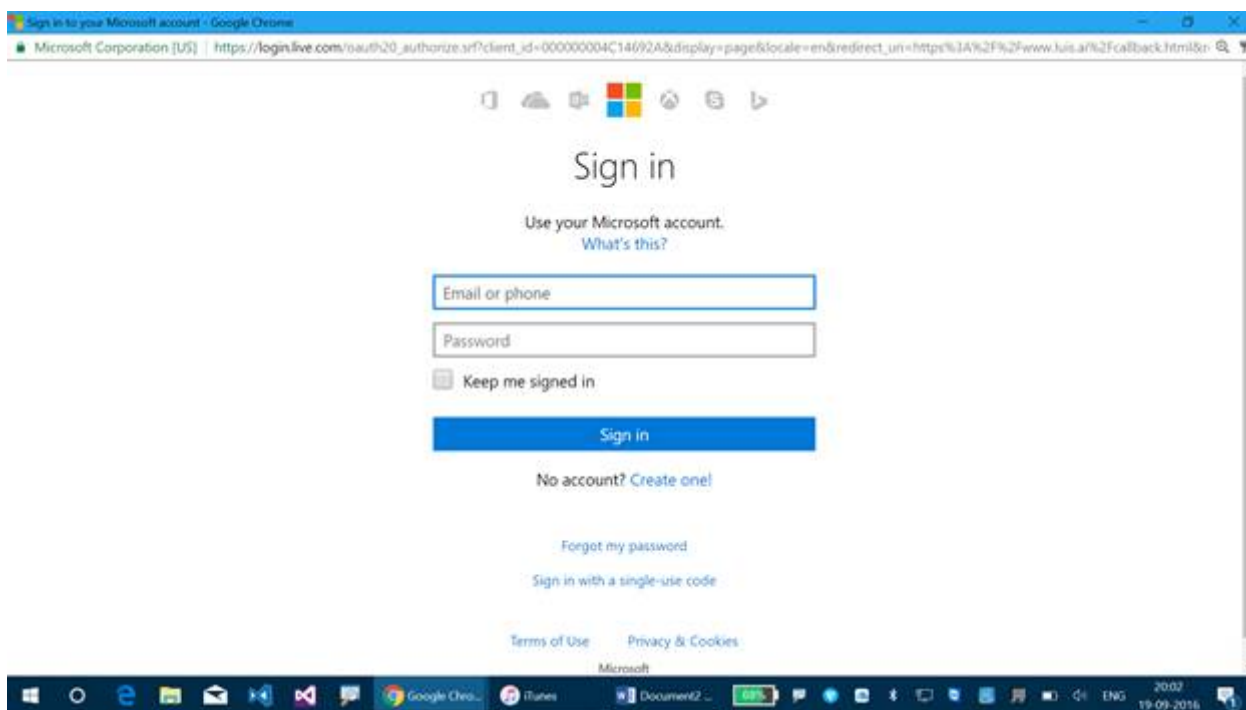 Sign in to your Microsoft account - Google Chrome
Microsoft Corporation [US] | https://login.live.com/oauth20_authorize.srf?client_id=000000004C14692A&display=page&locale=en&redirect_uri=https%3A%2F%2Fwww.luis.ai%2Fcallback.html&r
Sign in
Use your Microsoft account.
What's this?
Email or phone
Password
Keep me signed in
Sign in
No account? Create one!
Forgot my password
Sign in with a single-use code
Terms of Use Privacy & Cookies
Microsoft
Google Chro... iTunes Document2 ... ENG 20:02
19-09-2016